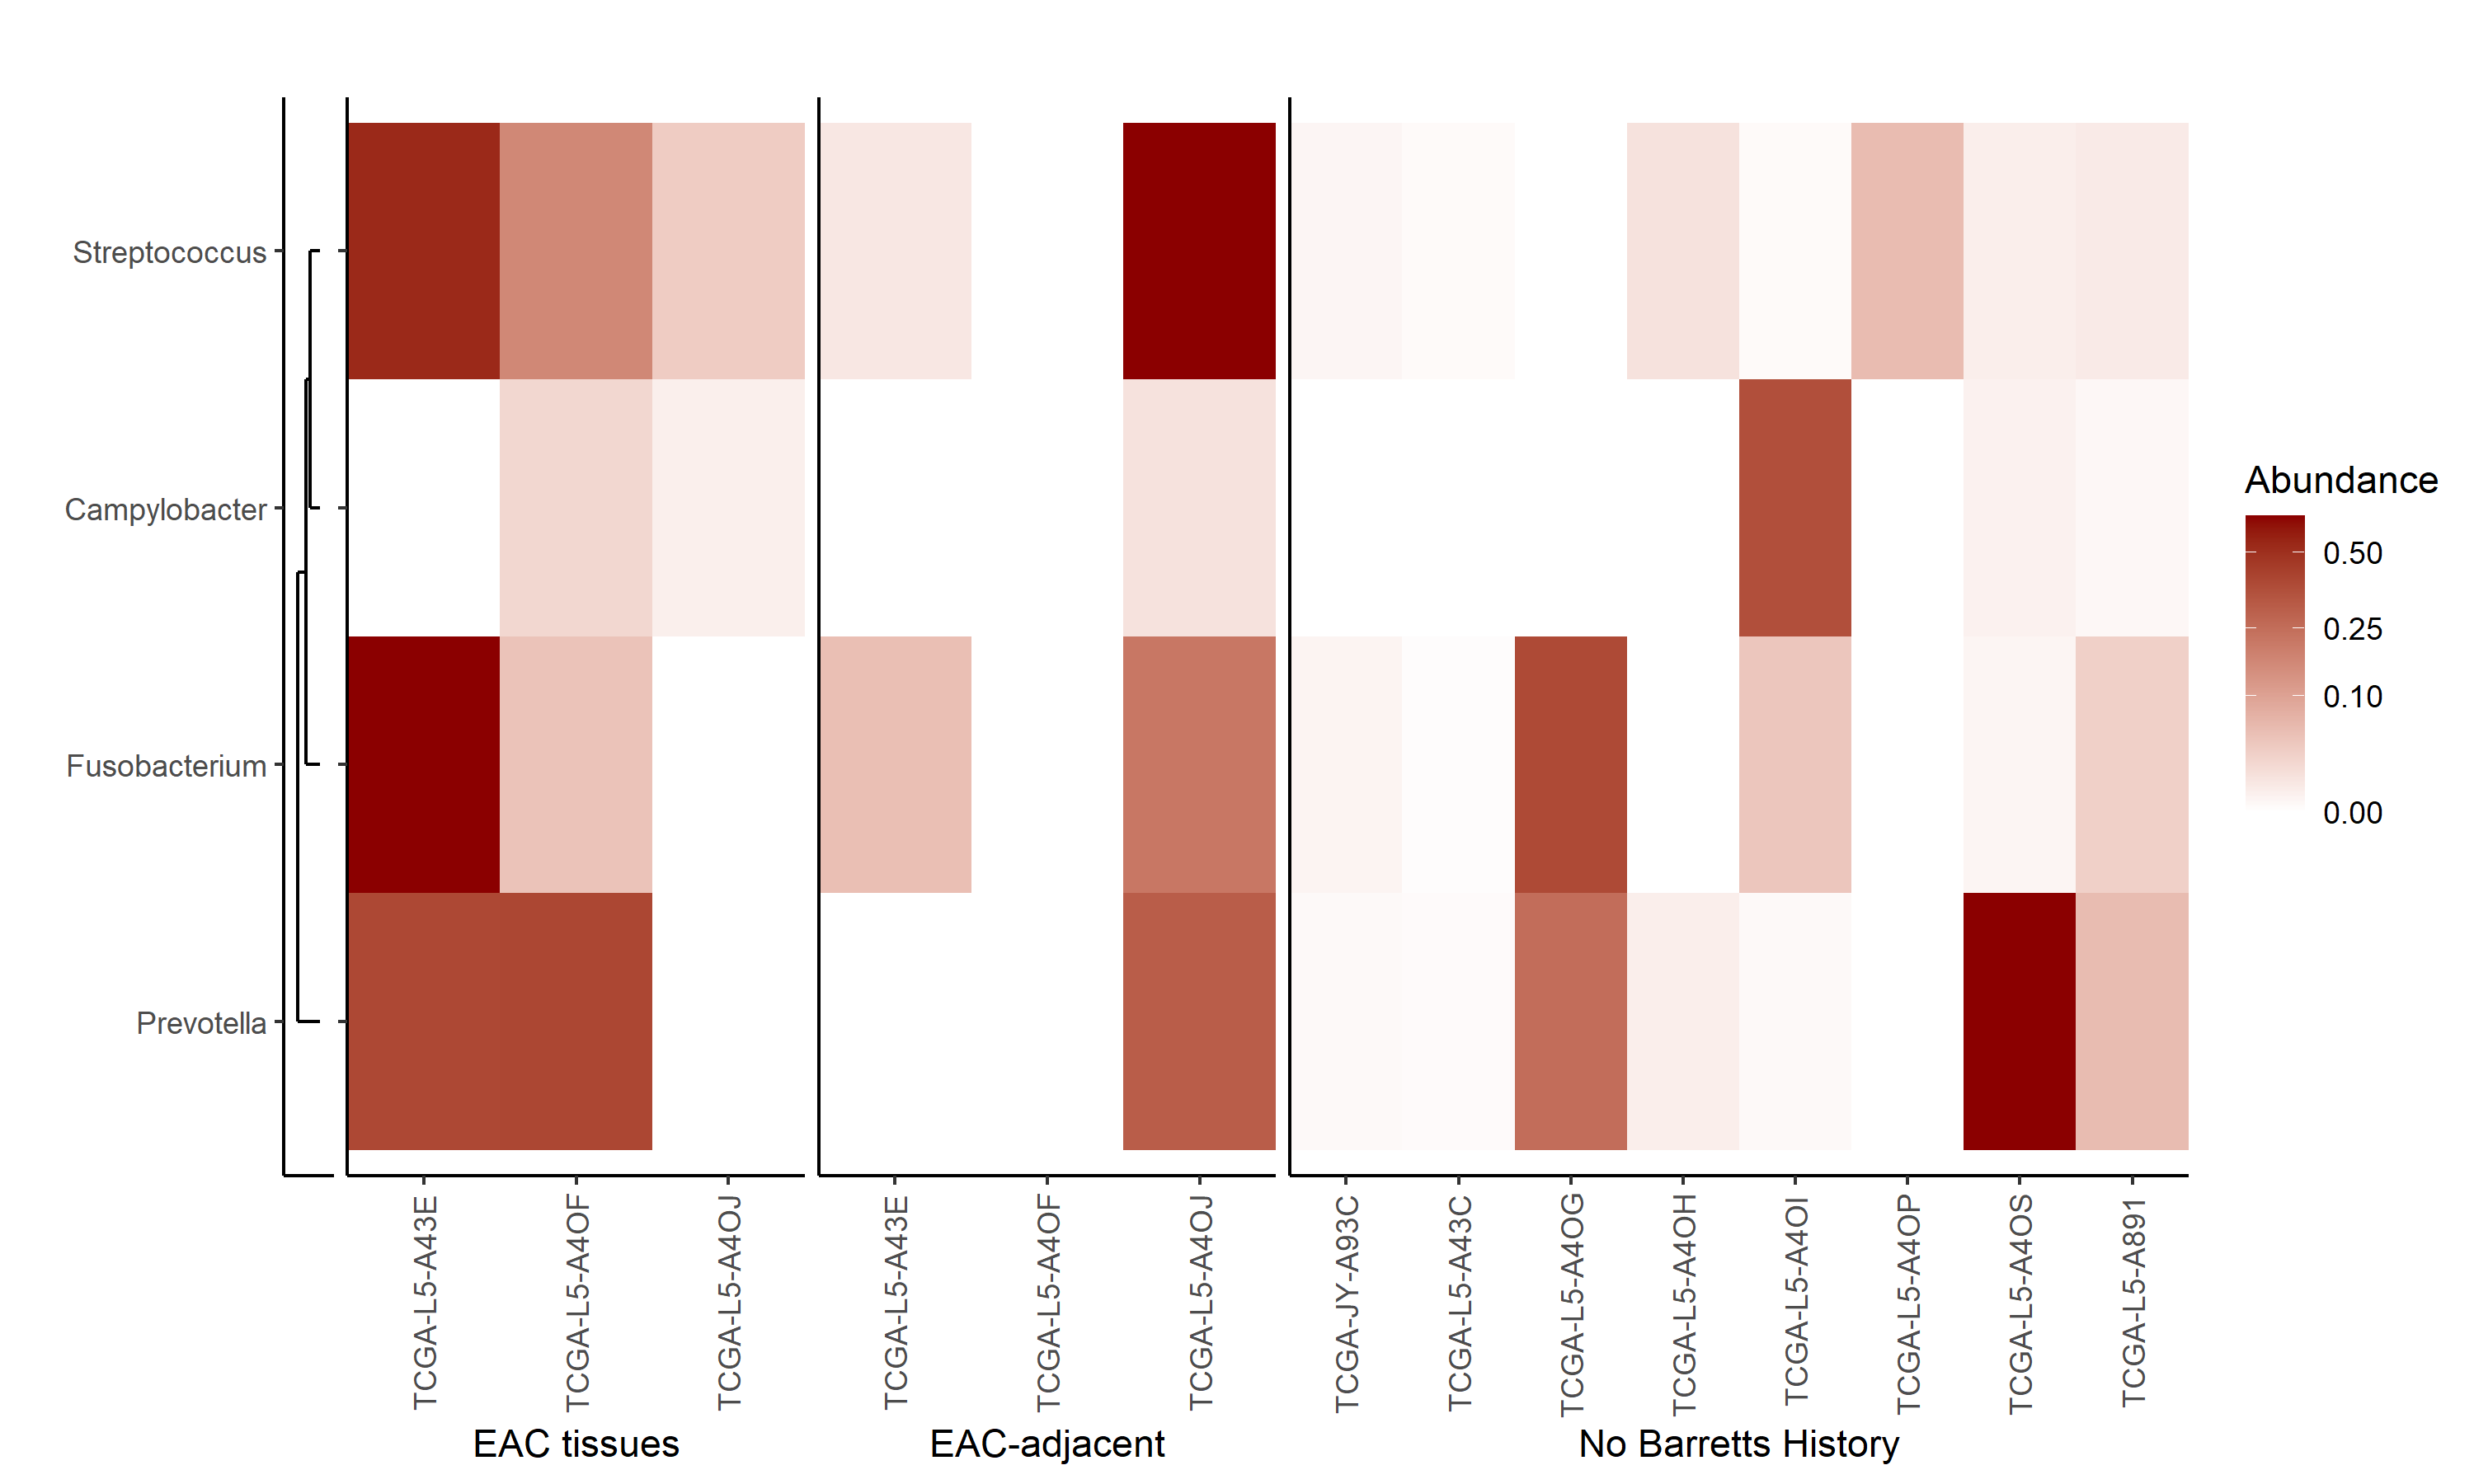 Streptococcus
Campylobacter
Fusobacterium
Prevotella
TCGA-L5-A43E
TCGA-L5-A4OF
TCGA-L5-A4OJ
TCGA-L5-A43E
TCGA-L5-A4OF
TCGA-L5-A4OJ
TCGA-JY-A93C
TCGA-L5-A43C
TCGA-L5-A4OG
TCGA-L5-A4OH
TCGA-L5-A4OI
TCGA-L5-A4OP
TCGA-L5-A4OS
TCGA-L5-A891
EAC tissues
EAC-adjacent
No Barretts History
Abundance
0.50
0.25
0.10
0.00